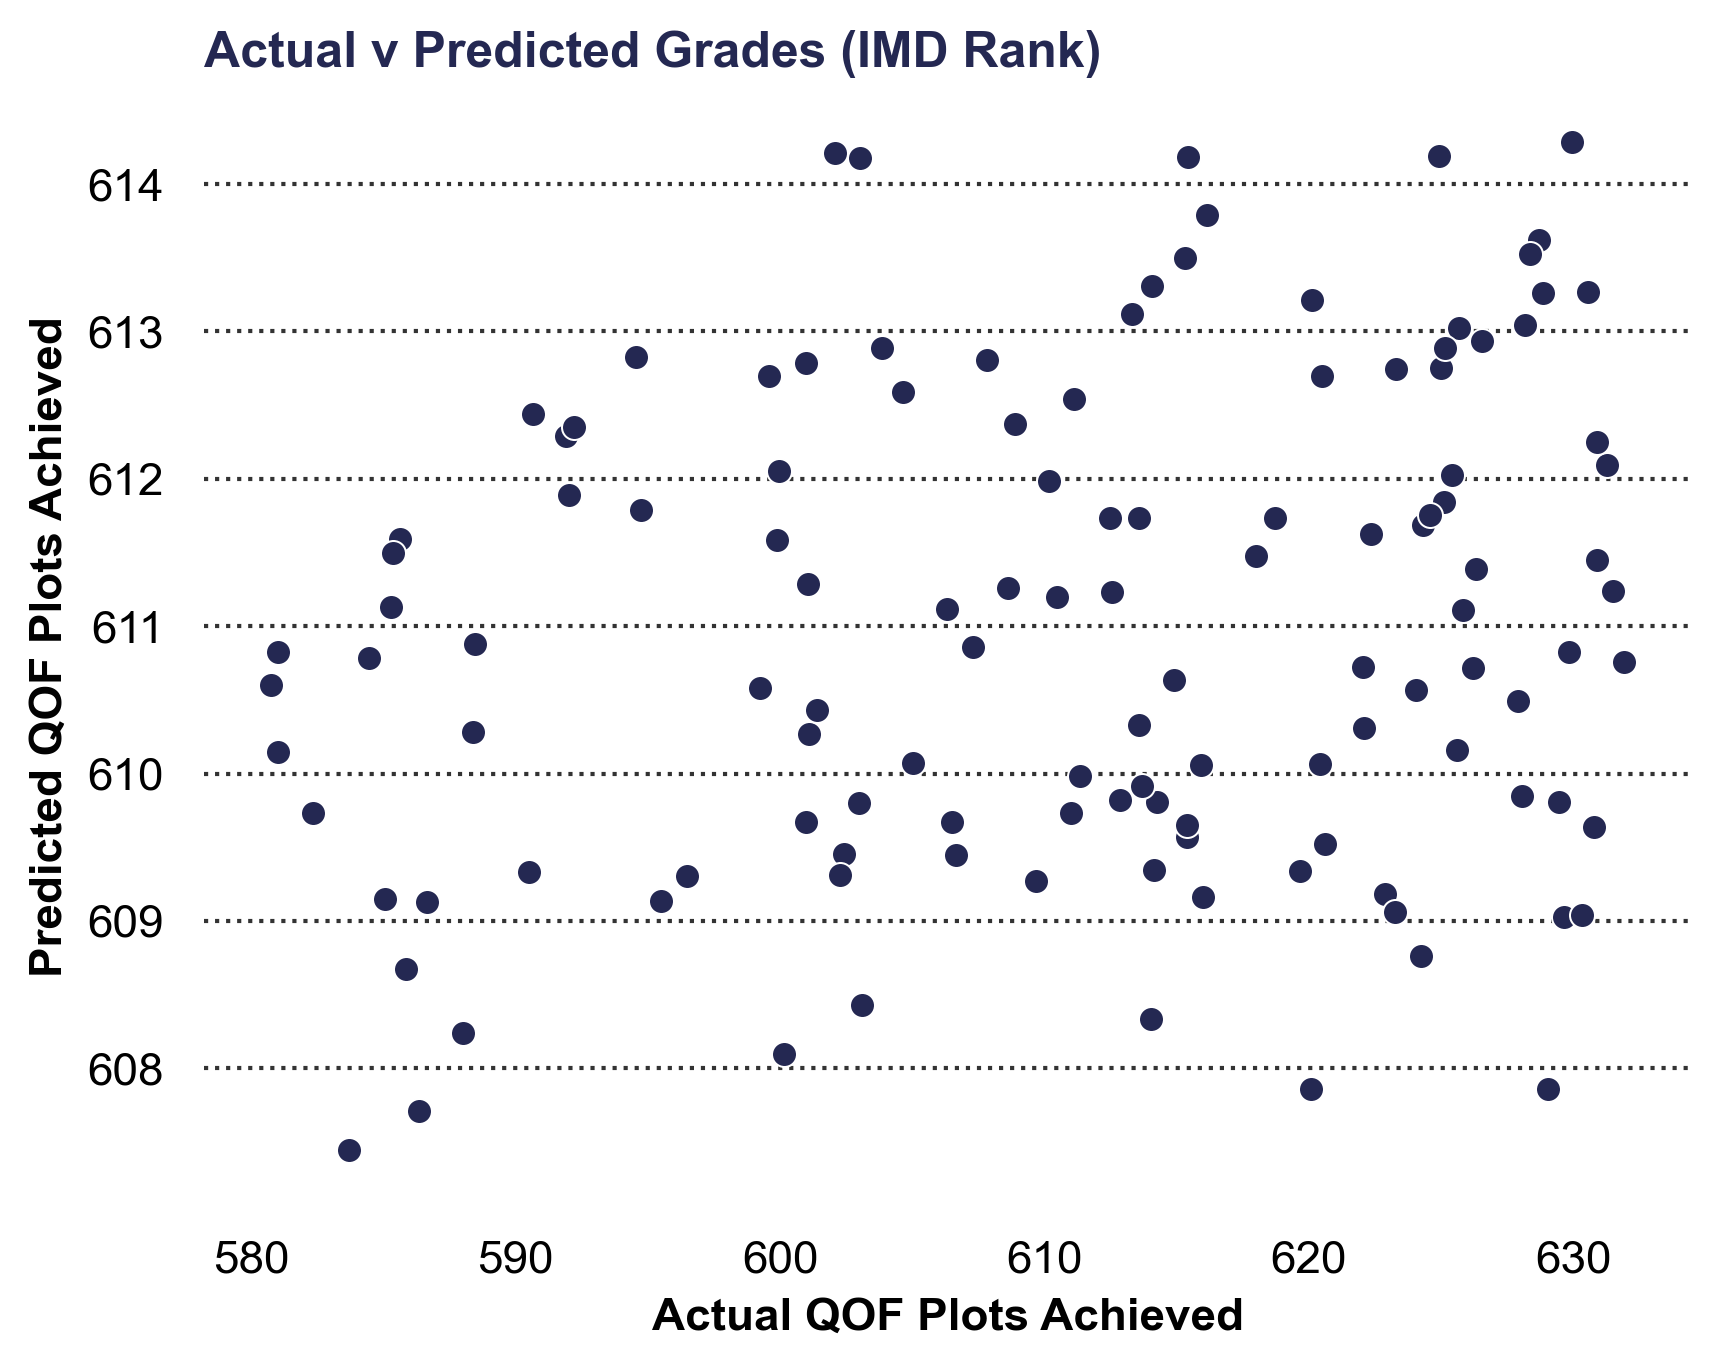 Actual v Predicted Grades (IMD Rank)
614
613
612
611
610
609
608
Predicted QOF Plots Achieved
580 590 600 610 620 630
Actual QOF Plots Achieved